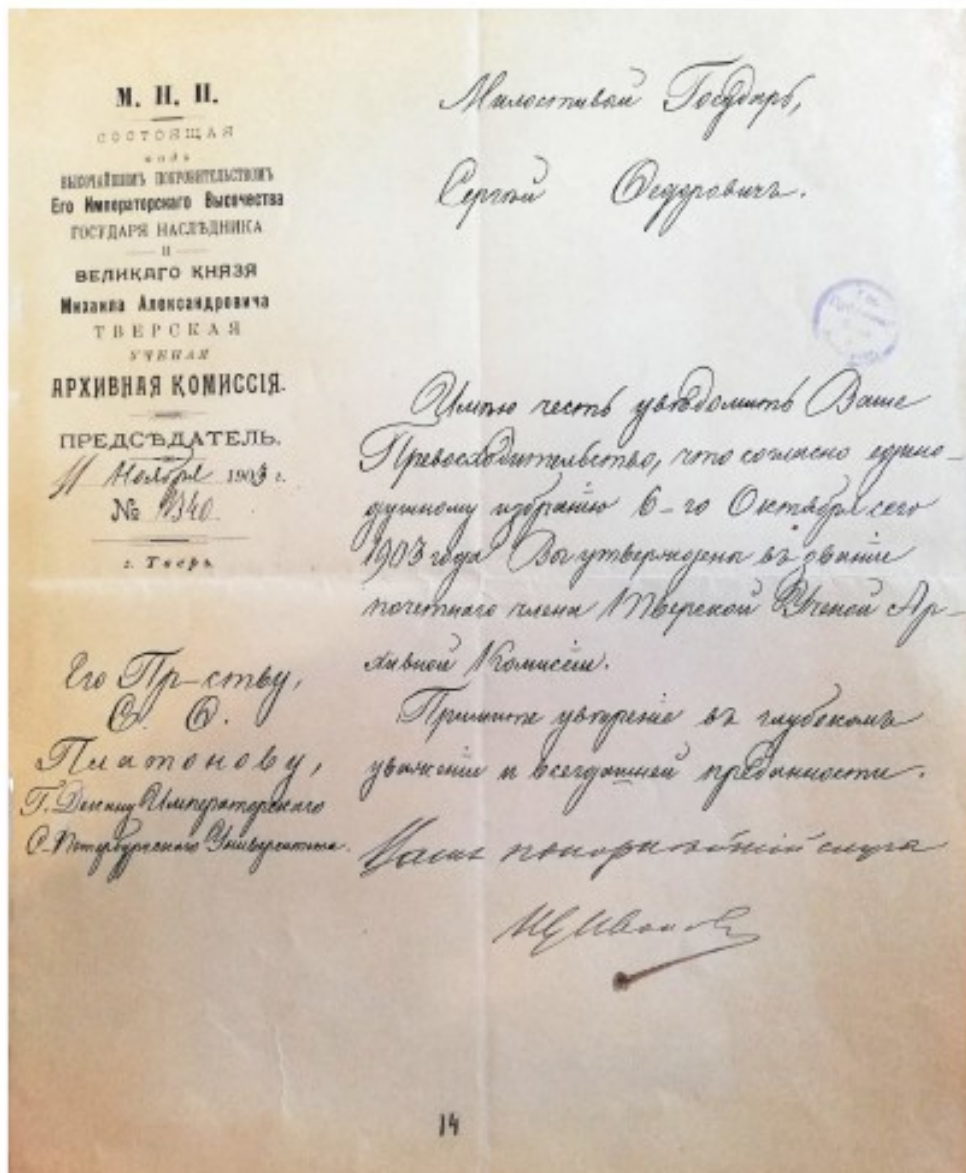 М. И. П.
СОСТОЯЩАЯ
подъ
ВЫСОЧАЙШИМЪ ПОКРОВИТЕЛЬСТВОМЪ
Его Императорскаго Высочества
ГОСУДАРЯ НАСЛѢДНИКА
И
ВЕЛИКАГО КНЯЗЯ
Михаила Александровича
ТВЕРСКАЯ
УЧЕНАЯ
АРХИВНАЯ КОМИССІЯ.
ПРЕДСѢДАТЕЛЬ.
11 Ноября 1903 г.
№ 1340
г. Тверь
Его Пр-ству,
С. Ѳ.
Платонову,
Г. Декану Императорскаго
С. Петербургскаго Университета.
Милостивый Государь,
Сергѣй Ѳедоровичъ.
Имѣю честь увѣдомить Ваше
Превосходительство, что согласно едино-
душному избранію 6-го Октября сего
1903 года Вы утверждены въ званіи
почетнаго члена Тверской Ученой Ар-
хивной Комиссіи.
Примите увѣреніе въ глубокомъ
уваженіи и всегдашней преданности.
Вашъ покорнѣйшій слуга
И Иванов
14